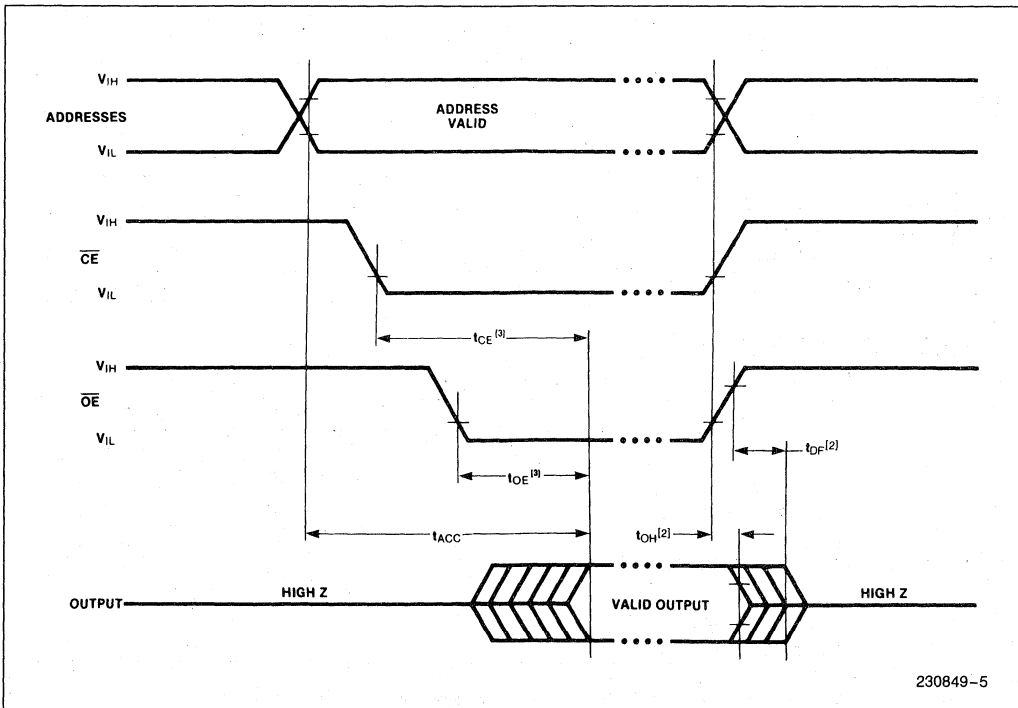 VIH
ADDRESSES
ADDRESS
VALID
VIL
VIH
CE
VIL
tCE[3]
VIH
OE
VIL
tDF[2]
tOE[3]
tACC
tOH[2]
HIGH Z
OUTPUT
VALID OUTPUT
HIGH Z
230849-5